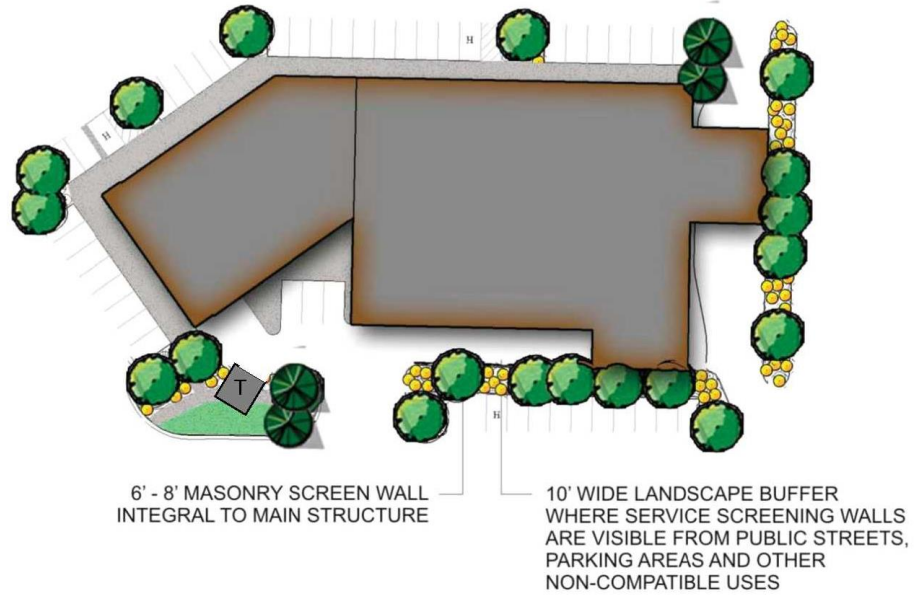 H
H
T
H
6' - 8' MASONRY SCREEN WALL
INTEGRAL TO MAIN STRUCTURE
10' WIDE LANDSCAPE BUFFER
WHERE SERVICE SCREENING WALLS
ARE VISIBLE FROM PUBLIC STREETS,
PARKING AREAS AND OTHER
NON-COMPATIBLE USES